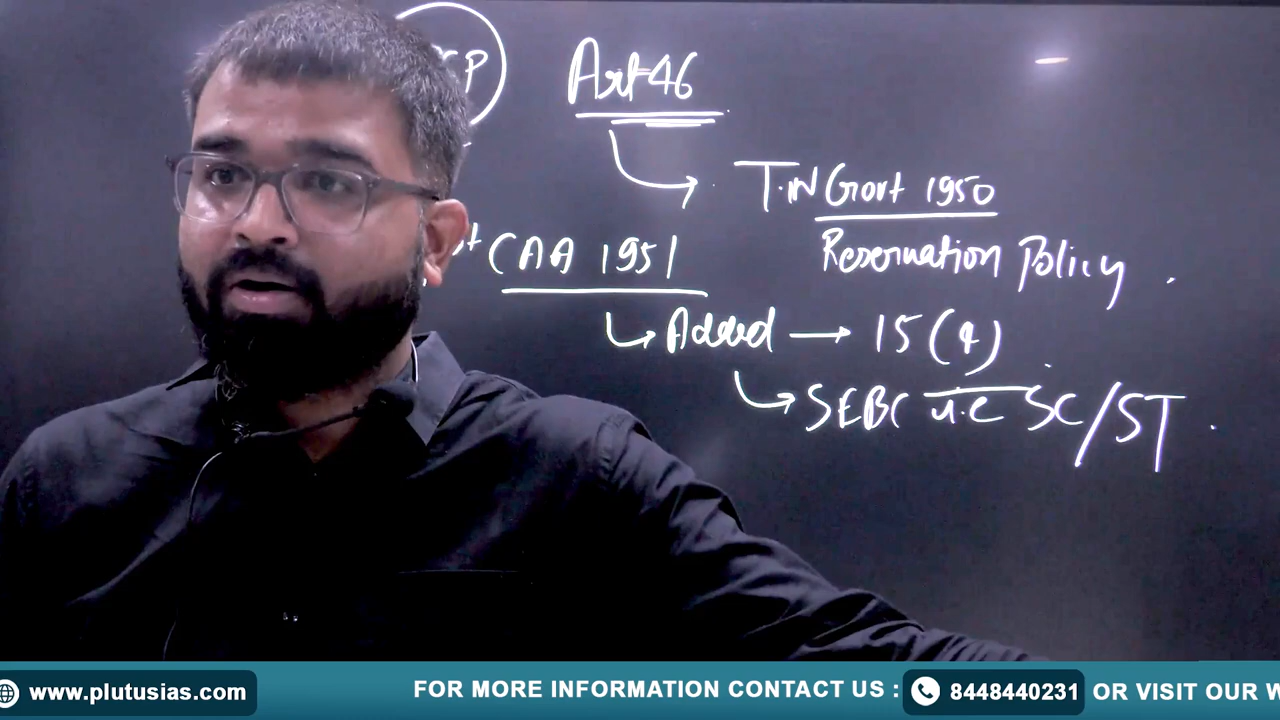 Art 46
T.N Govt 1950
Reservation Policy.
CAA 1951
Added → 15(4)
SEBC SC/ST.
www.plutusias.com
FOR MORE INFORMATION CONTACT US : 8448440231 OR VISIT OUR W